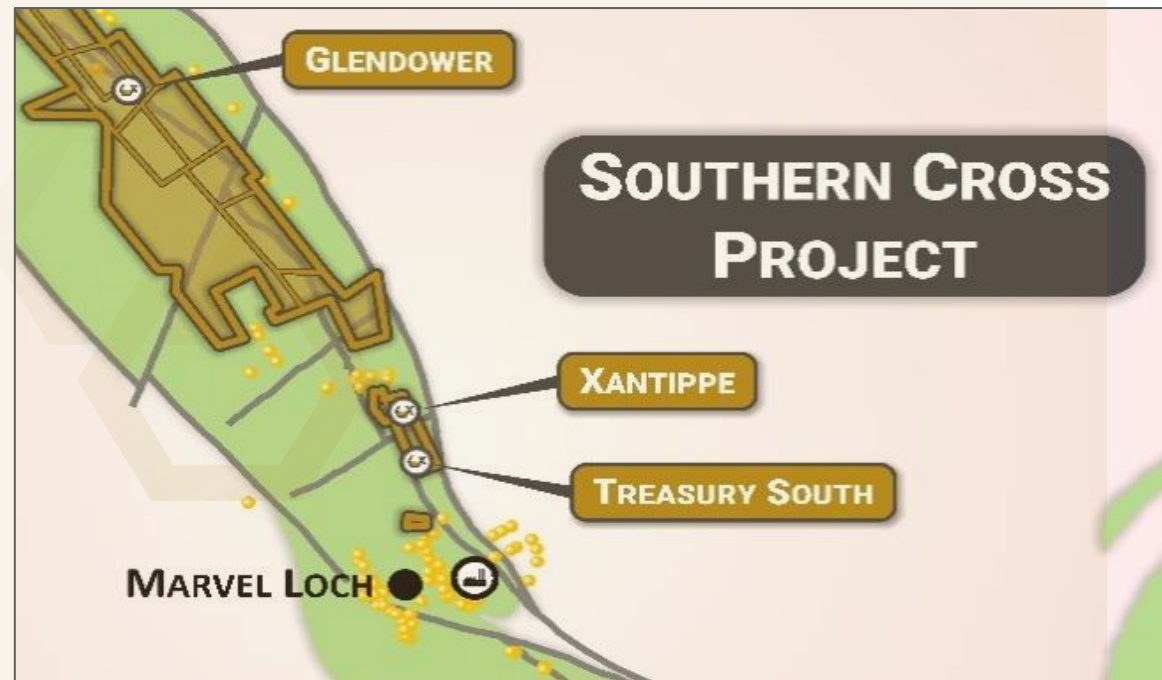 GLENDOWER
SOUTHERN CROSS
PROJECT
XANTIPPE
TREASURY SOUTH
MARVEL LOCH